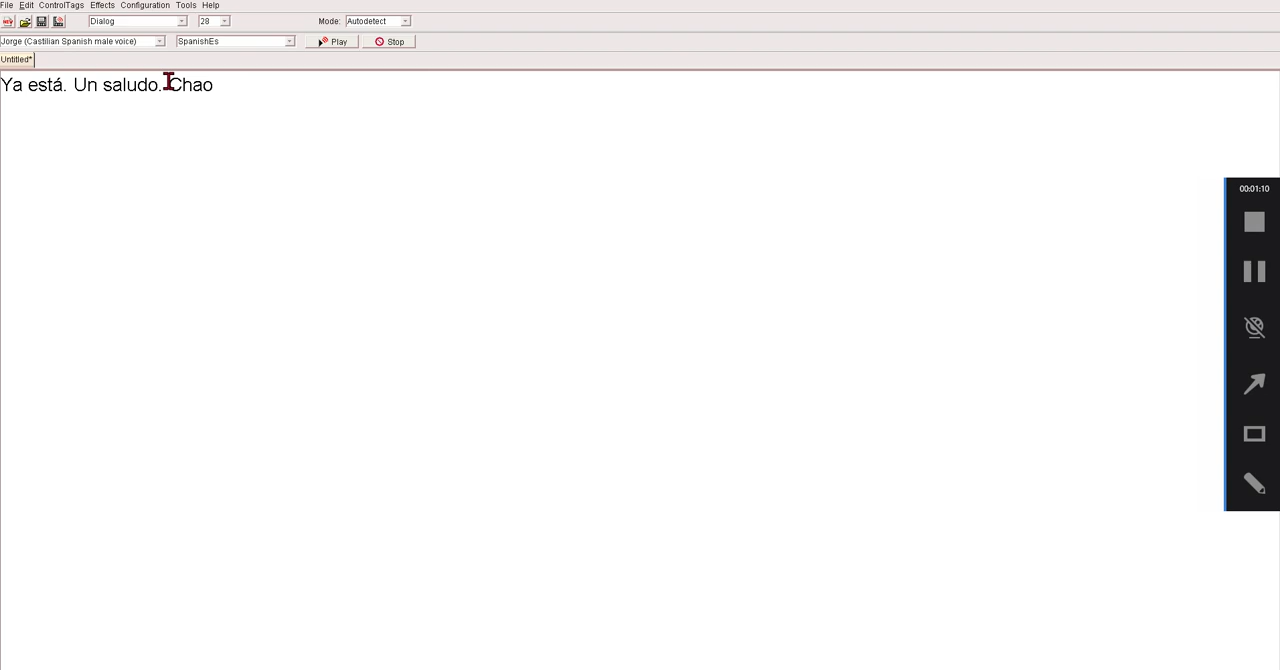 File Edit ControlTags Effects Configuration Tools Help
Dialog 28 Mode: Autodetect
Jorge (Castilian Spanish male voice) SpanishEs Play Stop
Untitled*
Ya está. Un saludo. Chao
00:01:10